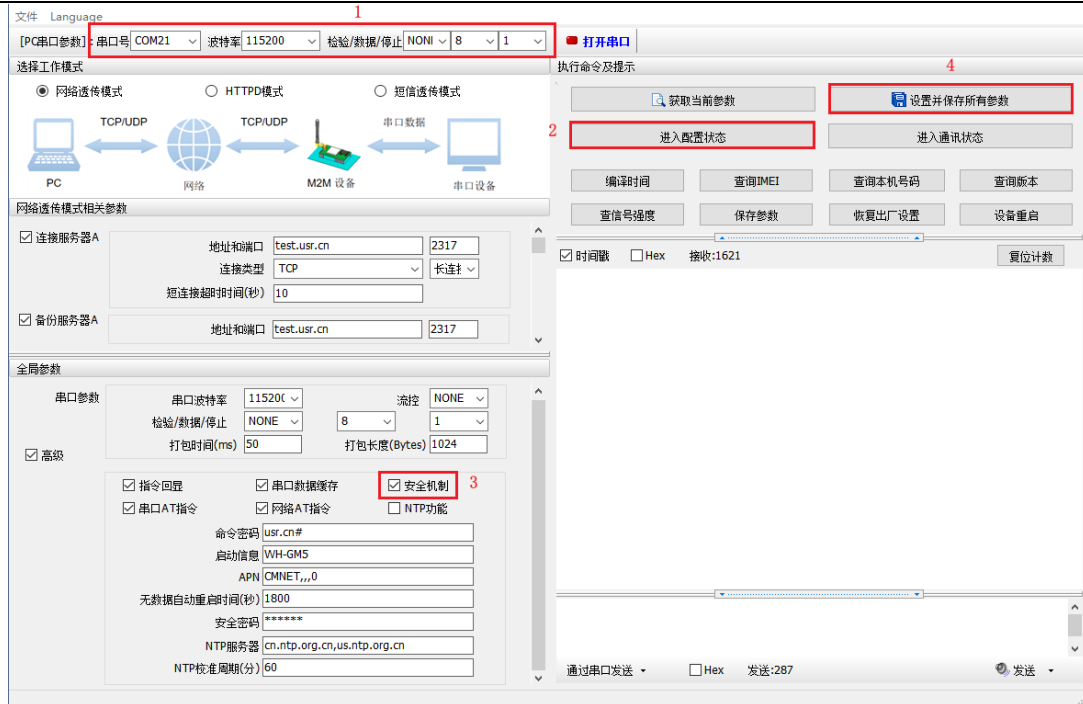 文件 Language
1
[PC串口参数]: 串口号 COM21 波特率 115200 检验/数据/停止 NONI 8 1 打开串口
选择工作模式
网络透传模式 HTTPD模式 短信透传模式
TCP/UDP TCP/UDP 串口数据
PC 网络 M2M 设备 串口设备
网络透传模式相关参数
连接服务器A
地址和端口 test.usr.cn 2317
连接类型 TCP 长连接
短连接超时时间(秒) 10
备份服务器A
地址和端口 test.usr.cn 2317
全局参数
串口参数
串口波特率 115200 流控 NONE
检验/数据/停止 NONE 8 1
打包时间(ms) 50 打包长度(Bytes) 1024
高级
指令回显 串口数据缓存 安全机制 3
串口AT指令 网络AT指令 NTP功能
命令密码 usr.cn#
启动信息 WH-GM5
APN CMNET,,,0
无数据自动重启时间(秒) 1800
安全密码 ******
NTP服务器 cn.ntp.org.cn,us.ntp.org.cn
NTP校准周期(分) 60
执行命令及提示
4
获取当前参数 设置并保存所有参数
2
进入配置状态 进入通讯状态
编译时间 查询IMEI 查询本机号码 查询版本
查信号强度 保存参数 恢复出厂设置 设备重启
时间戳 Hex 接收:1621 复位计数
通过串口发送 Hex 发送:287 发送